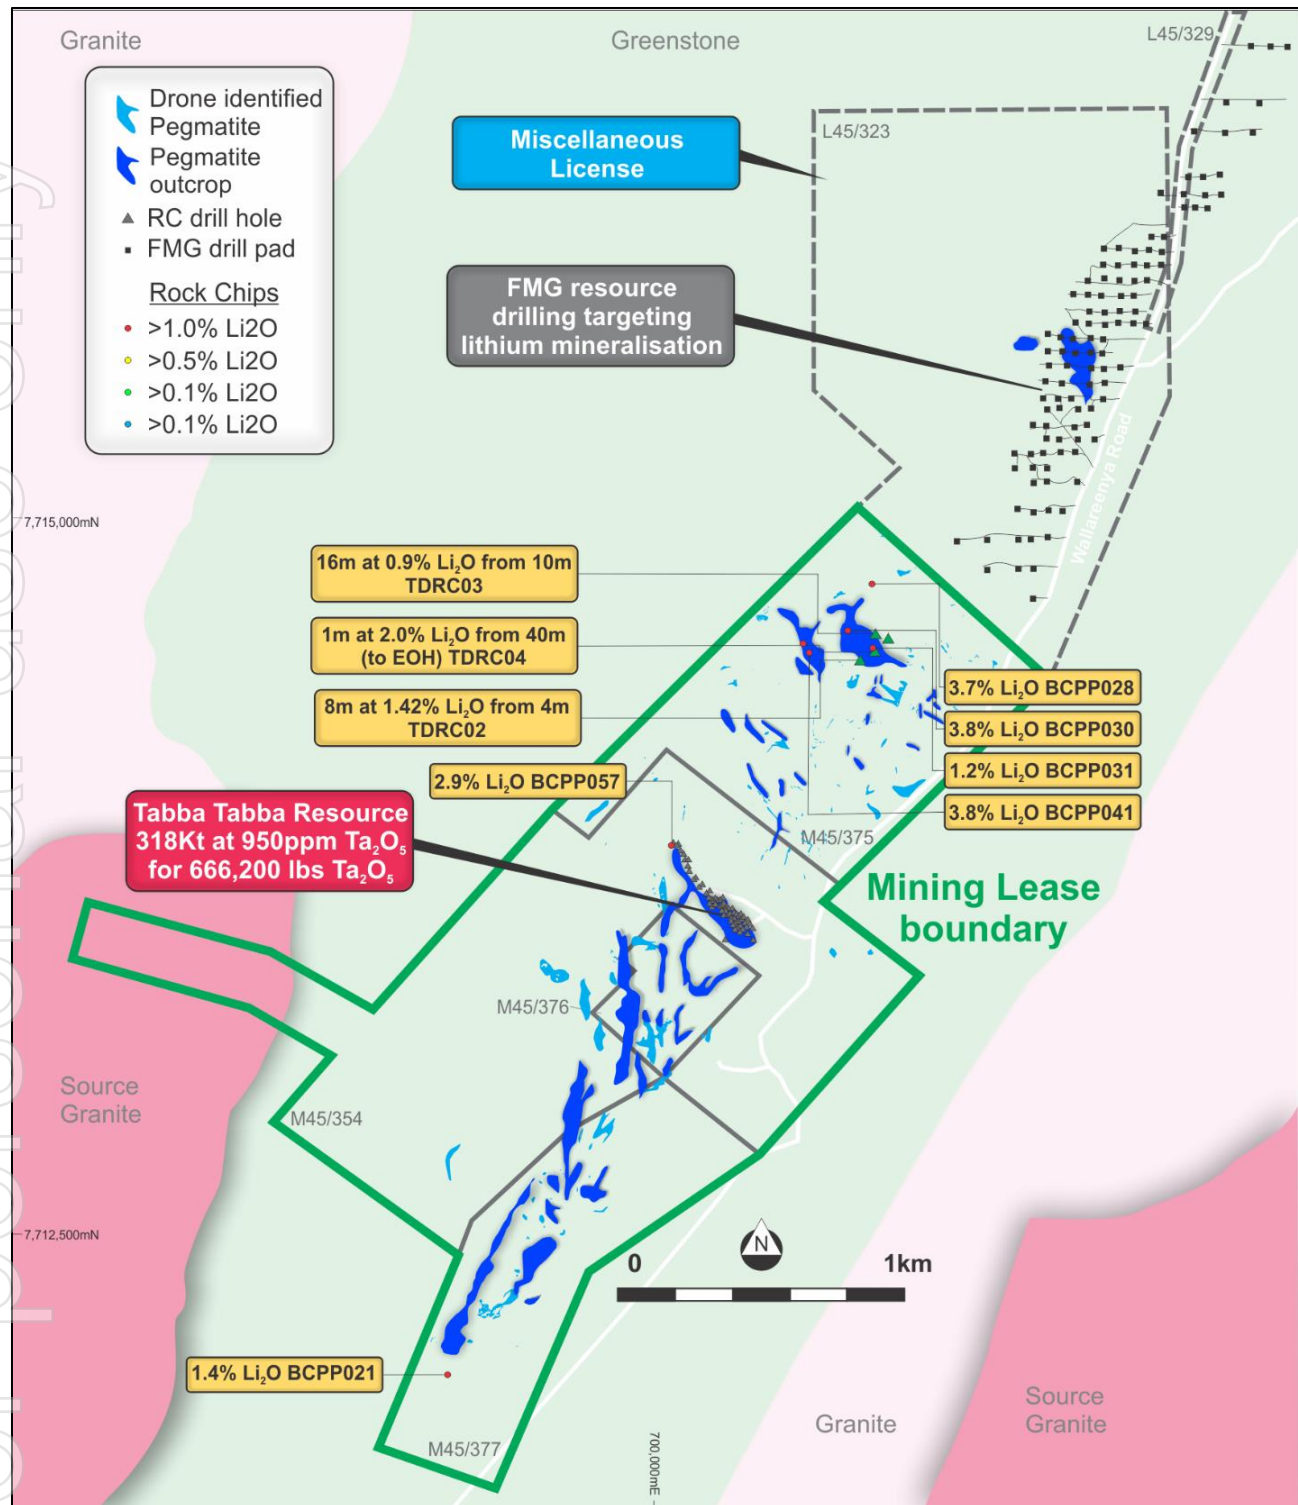 Granite
Greenstone
L45/329
Drone identified
Pegmatite
Pegmatite
outcrop
RC drill hole
FMG drill pad
Rock Chips
>1.0% Li2O
>0.5% Li2O
>0.1% Li2O
>0.1% Li2O
L45/323
Miscellaneous
License
FMG resource
drilling targeting
lithium mineralisation
Wallareenya Road
7,715,000mN
16m at 0.9% Li₂O from 10m
TDRC03
1m at 2.0% Li₂O from 40m
(to EOH) TDRC04
8m at 1.42% Li₂O from 4m
TDRC02
3.7% Li₂O BCPP028
3.8% Li₂O BCPP030
1.2% Li₂O BCPP031
3.8% Li₂O BCPP041
2.9% Li₂O BCPP057
Tabba Tabba Resource
318Kt at 950ppm Ta₂O₅
for 666,200 lbs Ta₂O₅
M45/375
Mining Lease
boundary
M45/376
Source
Granite
M45/354
7,712,500mN
N
0
1km
1.4% Li₂O BCPP021
M45/377
700,000mE
Granite
Source
Granite
For personal use only